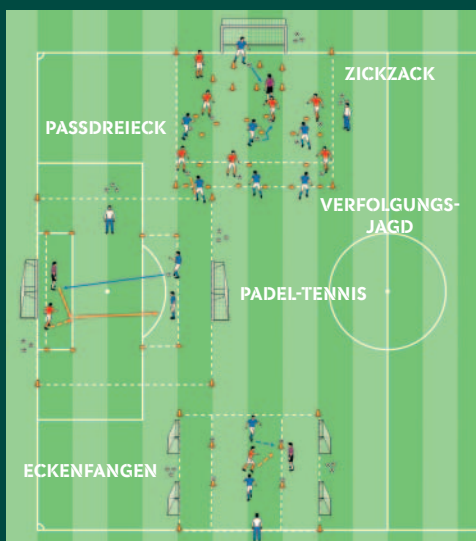 ZICKZACK
PASSDREIECK
VERFOLGUNGS-
JAGD
PADEL-TENNIS
ECKENFANGEN